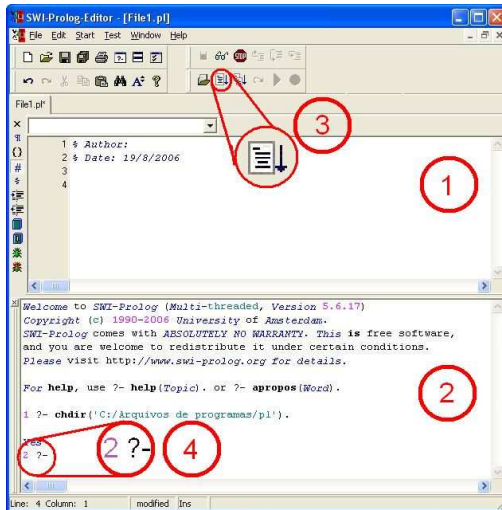 SWI-Prolog-Editor - [File1.pl]
File Edit Start Test Window Help
File1.pl*
3
1 % Author:
2 % Date: 19/8/2006
3
4
1
Welcome to SWI-Prolog (Multi-threaded, Version 5.6.17)
Copyright (c) 1990-2006 University of Amsterdam.
SWI-Prolog comes with ABSOLUTELY NO WARRANTY. This is free software,
and you are welcome to redistribute it under certain conditions.
Please visit http://www.swi-prolog.org for details.
For help, use ?- help(Topic). or ?- apropos(Word).
2
1 ?- chdir('C:/Arquivos de programas/pl').
Yes
2 ?-
2 ?-
4
Line: 4 Column: 1 modified Ins